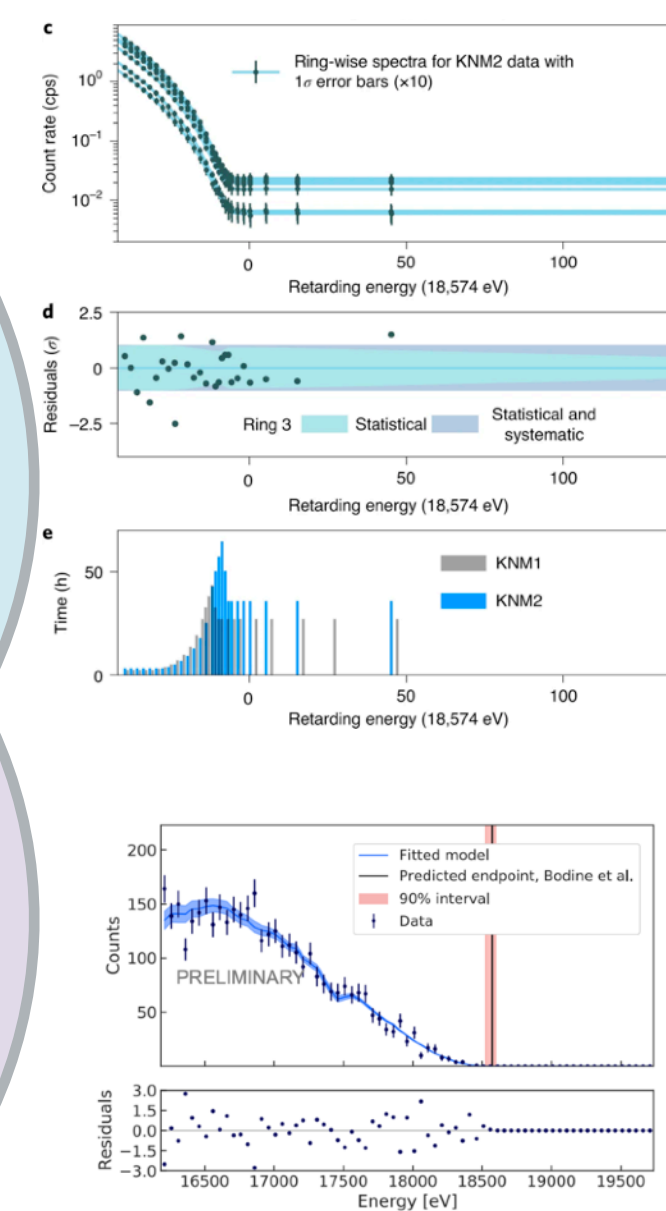 c
Ring-wise spectra for KNM2 data with
1σ error bars (×10)
Count rate (cps)
10⁰
10⁻¹
10⁻²
0
50
100
Retarding energy (18,574 eV)
d
2.5
0
−2.5
Residuals (σ)
Ring 3
Statistical
Statistical and
systematic
0
50
100
Retarding energy (18,574 eV)
e
50
0
Time (h)
KNM1
KNM2
0
50
100
Retarding energy (18,574 eV)
200
150
100
50
Counts
Fitted model
Predicted endpoint, Bodine et al.
90% interval
Data
PRELIMINARY
3.0
1.5
0.0
−1.5
−3.0
Residuals
16500
17000
17500
18000
18500
19000
19500
Energy [eV]